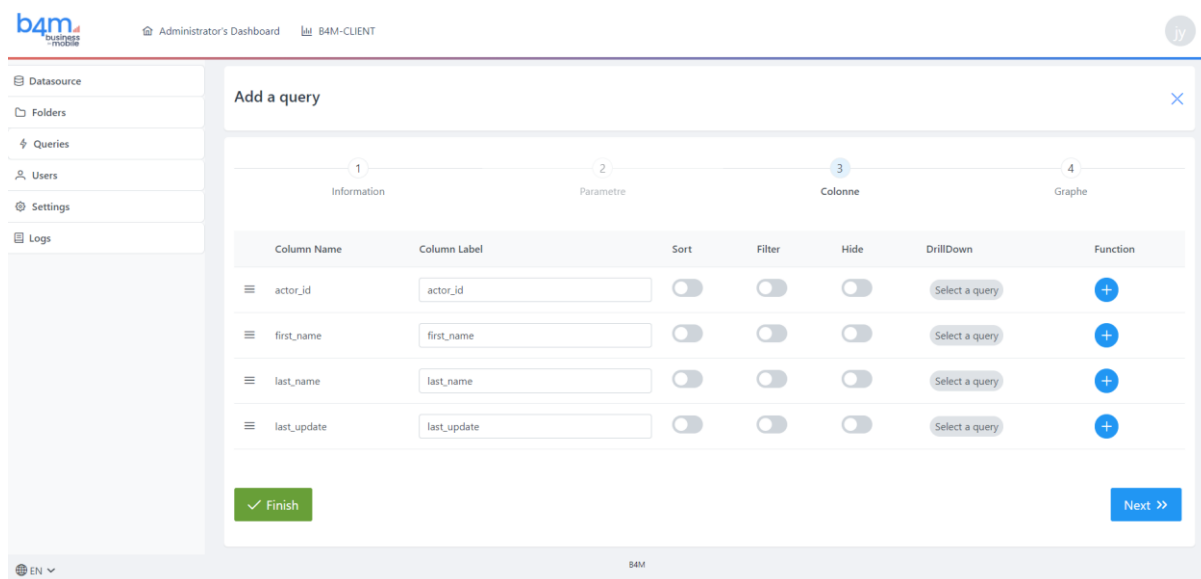 b4m
business
-mobile
Administrator's Dashboard B4M-CLIENT
jy
Datasource
Folders
Queries
Users
Settings
Logs
EN
Add a query
1 2 3 4
Information Parametre Colonne Graphe
Column Name Column Label Sort Filter Hide DrillDown Function
actor_id actor_id Select a query
first_name first_name Select a query
last_name last_name Select a query
last_update last_update Select a query
Finish Next
B4M